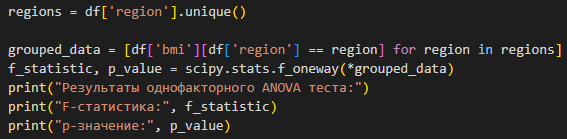 regions = df['region'].unique()
grouped_data = [df['bmi'][df['region'] == region] for region in regions]
f_statistic, p_value = scipy.stats.f_oneway(*grouped_data)
print("Результаты однофакторного ANOVA теста:")
print("F-статистика:", f_statistic)
print("p-значение:", p_value)